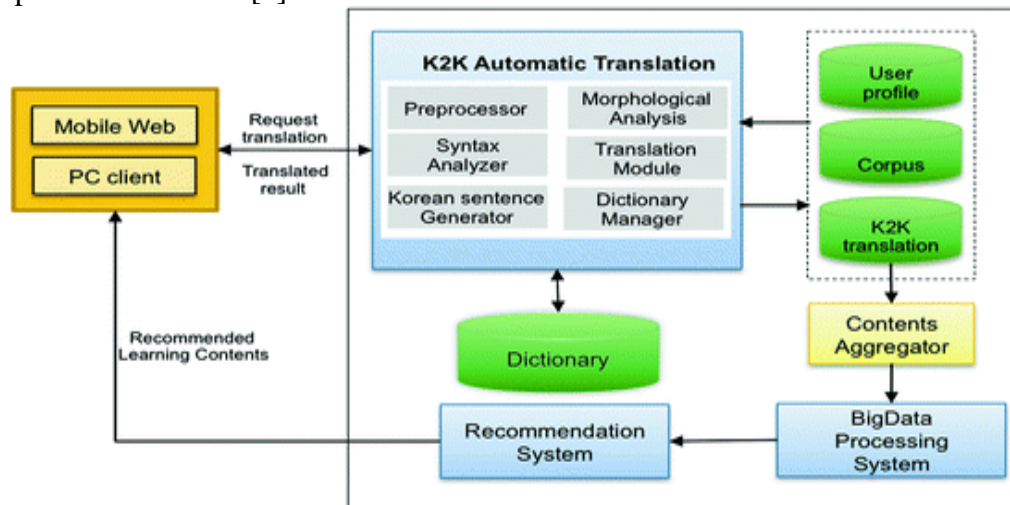 K2K Automatic Translation
Preprocessor
Morphological
Analysis
Syntax
Analyzer
Translation
Module
Korean sentence
Generator
Dictionary
Manager
User
profile
Corpus
K2K
translation
Mobile Web
PC client
Request
translation
Translated
result
Recommended
Learning Contents
Dictionary
Contents
Aggregator
Recommendation
System
BigData
Processing
System